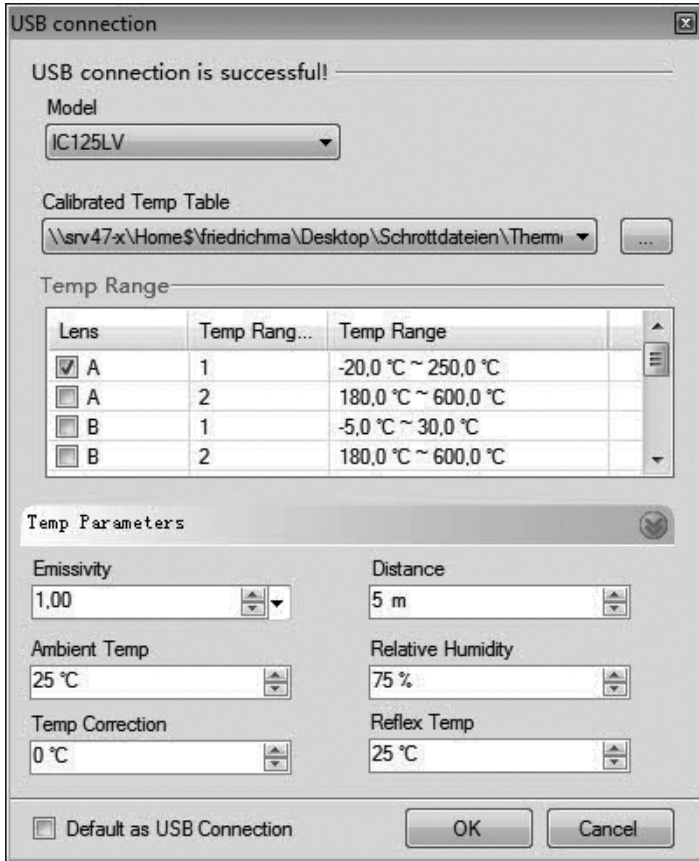 USB connection
USB connection is successful!
Model
IC125LV
Calibrated Temp Table
\\srv47-x\Home$\friedrichma\Desktop\Schrottdateien\Therm
...
Temp Range
Lens Temp Rang... Temp Range
A 1 -20,0 ℃ ~ 250,0 ℃
A 2 180,0 ℃ ~ 600,0 ℃
B 1 -5,0 ℃ ~ 30,0 ℃
B 2 180,0 ℃ ~ 600,0 ℃
Temp Parameters
Emissivity Distance
1,00 5 m
Ambient Temp Relative Humidity
25 ℃ 75 %
Temp Correction Reflex Temp
0 ℃ 25 ℃
Default as USB Connection OK Cancel